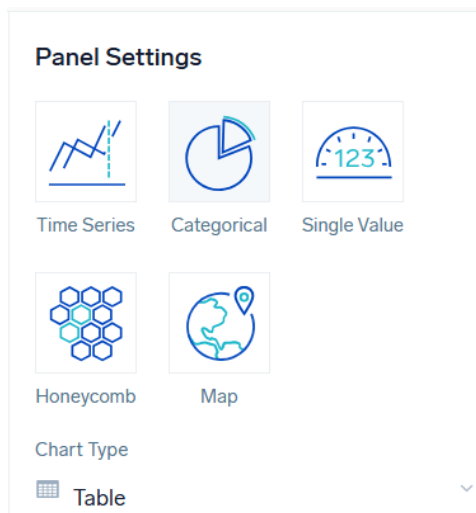 Panel Settings
123
Time Series Categorical Single Value
Honeycomb Map
Chart Type
Table